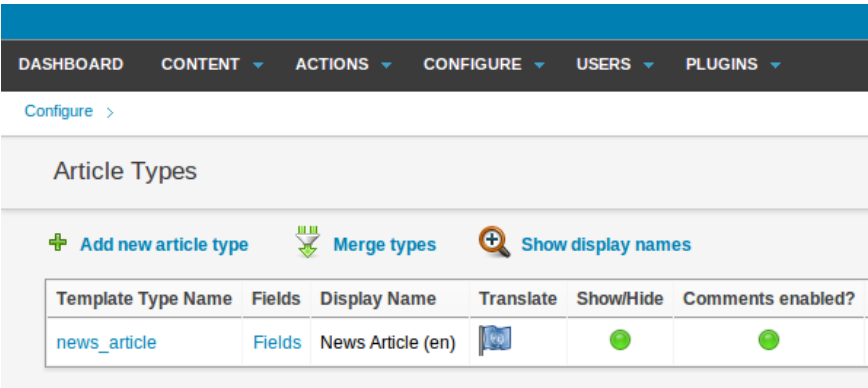 DASHBOARD CONTENT ACTIONS CONFIGURE USERS PLUGINS
Configure >
Article Types
Add new article type Merge types Show display names
Template Type Name Fields Display Name Translate Show/Hide Comments enabled?
news_article Fields News Article (en)